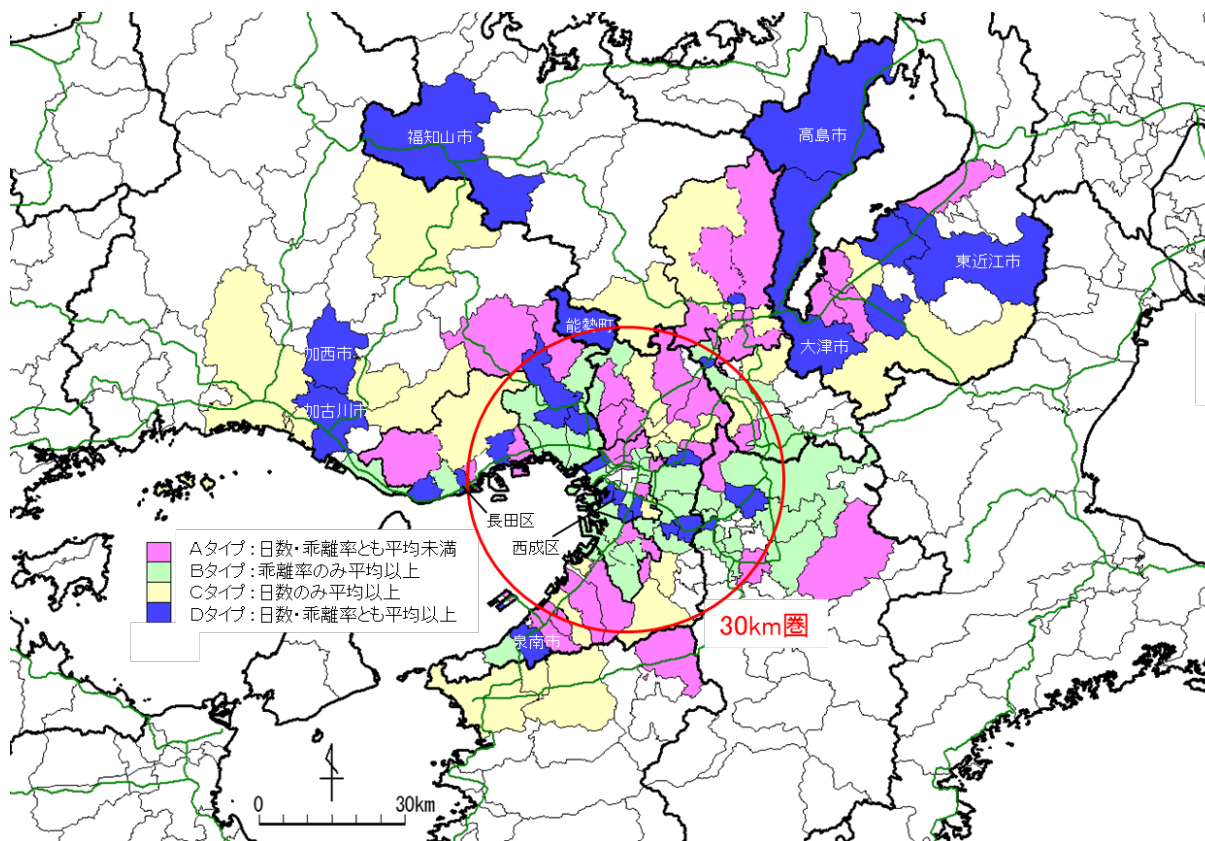 福知山市
高島市
東近江市
能勢町
大津市
加西市
加古川市
長田区
西成区
Aタイプ：日数・乖離率とも平均未満
Bタイプ：乖離率のみ平均以上
Cタイプ：日数のみ平均以上
Dタイプ：日数・乖離率とも平均以上
30km圏
泉南市
0
30km